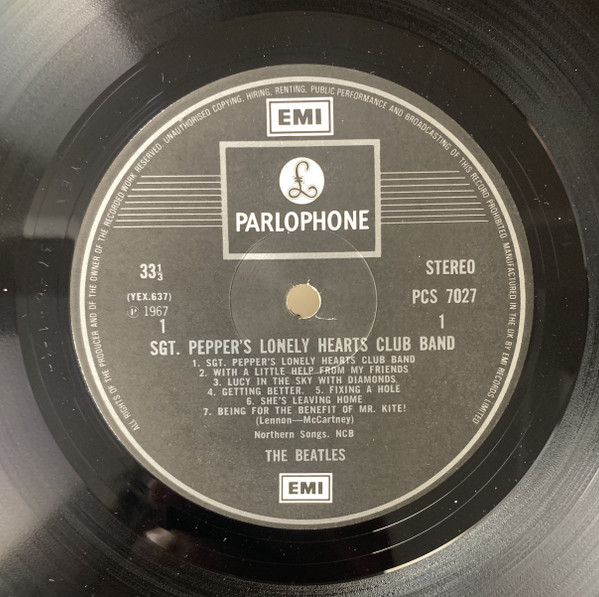 ALL RIGHTS OF THE PRODUCER AND OF THE OWNER OF THE RECORDED WORK RESERVED. UNAUTHORISED COPYING, HIRING, RENTING, PUBLIC PERFORMANCE AND BROADCASTING OF THIS RECORD PROHIBITED. MANUFACTURED IN THE UK BY EMI RECORDS LIMITED
EMI
£
PARLOPHONE
33⅓
STEREO
(YEX.637)
PCS 7027
℗ 1967
1
1
SGT. PEPPER'S LONELY HEARTS CLUB BAND
1. SGT. PEPPER'S LONELY HEARTS CLUB BAND
2. WITH A LITTLE HELP FROM MY FRIENDS
3. LUCY IN THE SKY WITH DIAMONDS
4. GETTING BETTER. 5. FIXING A HOLE
6. SHE'S LEAVING HOME
7. BEING FOR THE BENEFIT OF MR. KITE!
(Lennon—McCartney)
Northern Songs. NCB
THE BEATLES
EMI